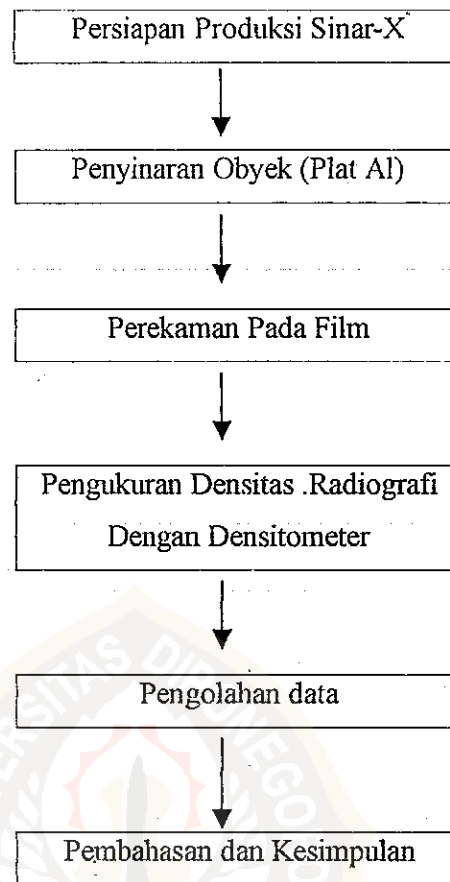 Persiapan Produksi Sinar-X
Penyinaran Obyek (Plat Al)
Perekaman Pada Film
Pengukuran Densitas .Radiografi
Dengan Densitometer
Pengolahan data
Pembahasan dan Kesimpulan